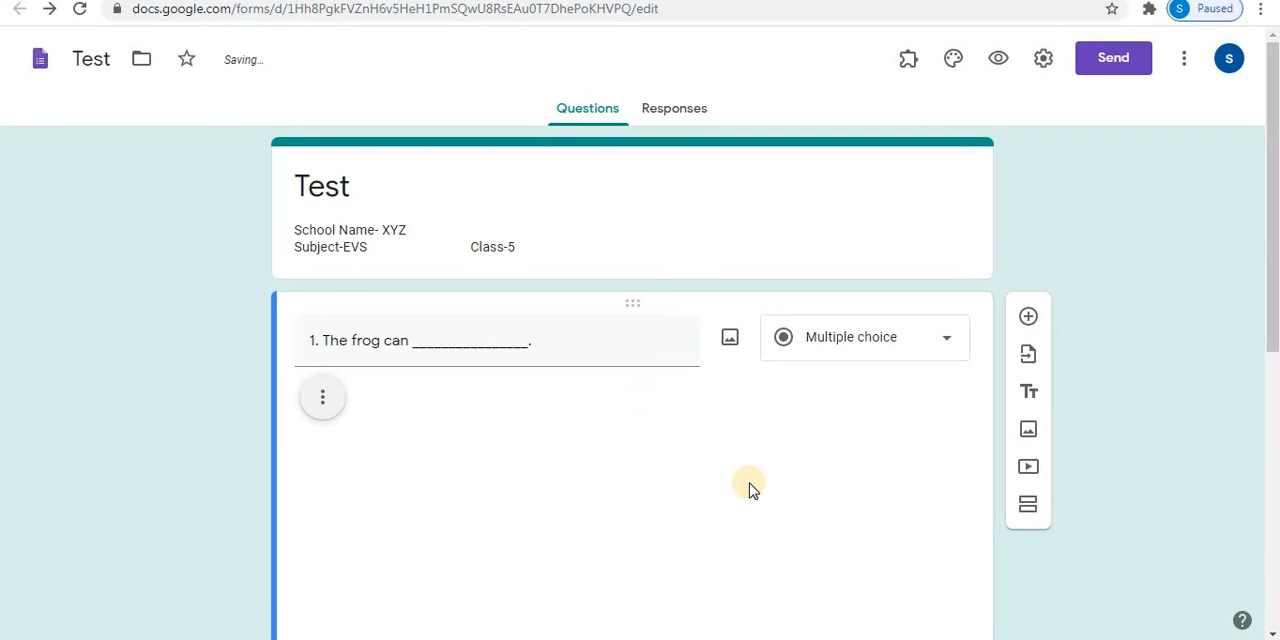 docs.google.com/forms/d/1Hh8PgkFVZnH6v5HeH1PmSQwU8RsEAu0T7DhePoKHVPQ/edit
S Paused
Test Saving...
Send
S
Questions Responses
Test
School Name- XYZ
Subject-EVS Class-5
1. The frog can ________________.
Multiple choice